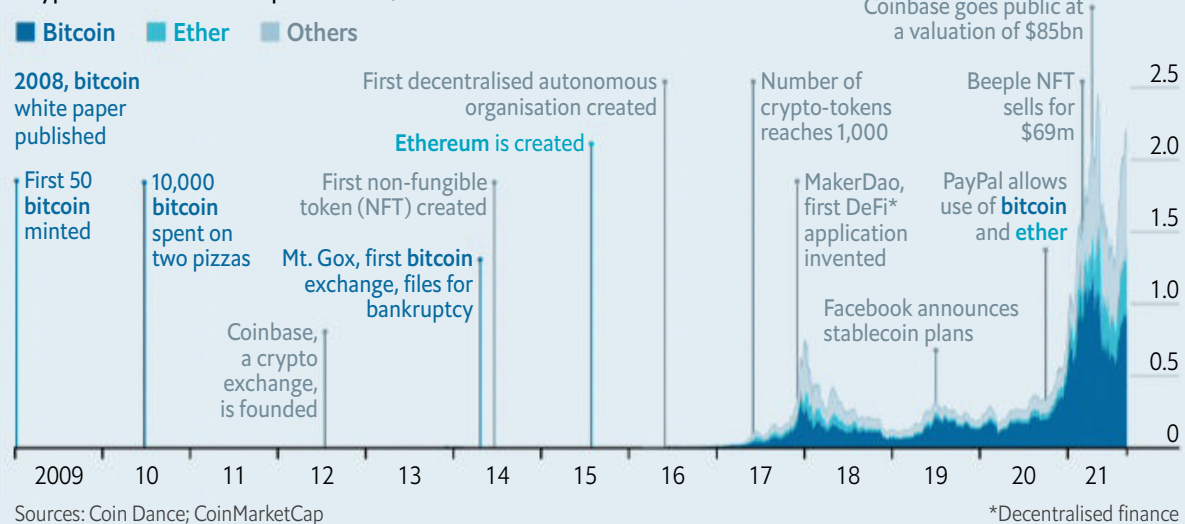 Coinbase goes public at
a valuation of $85bn
Bitcoin
Ether
Others
2008, bitcoin
white paper
published
First 50
bitcoin
minted
10,000
bitcoin
spent on
two pizzas
Coinbase,
a crypto
exchange,
is founded
Mt. Gox, first bitcoin
exchange, files for
bankruptcy
First non-fungible
token (NFT) created
Ethereum is created
First decentralised autonomous
organisation created
Number of
crypto-tokens
reaches 1,000
MakerDao,
first DeFi*
application
invented
Facebook announces
stablecoin plans
PayPal allows
use of bitcoin
and ether
Beeple NFT
sells for
$69m
2.5
2.0
1.5
1.0
0.5
0
2009 10 11 12 13 14 15 16 17 18 19 20 21
Sources: Coin Dance; CoinMarketCap
*Decentralised finance